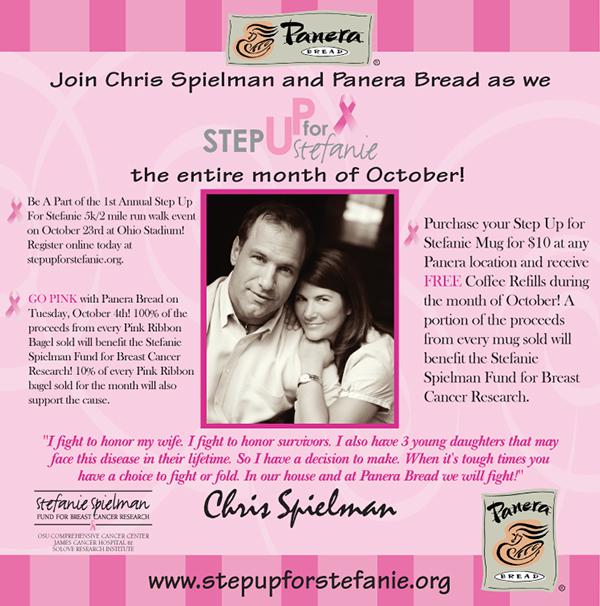 Panera
BREAD
®
Join Chris Spielman and Panera Bread as we
STEP UP for
Stefanie
the entire month of October!
Be A Part of the 1st Annual Step Up
For Stefanie 5k/2 mile run walk event
on October 23rd at Ohio Stadium!
Register online today at
stepupforstefanie.org.
GO PINK with Panera Bread on
Tuesday, October 4th! 100% of the
proceeds from every Pink Ribbon
Bagel sold will benefit the Stefanie
Spielman Fund for Breast Cancer
Research! 10% of every Pink Ribbon
bagel sold for the month will also
support the cause.
Purchase your Step Up for
Stefanie Mug for $10 at any
Panera location and receive
FREE Coffee Refills during
the month of October! A
portion of the proceeds
from every mug sold will
benefit the Stefanie
Spielman Fund for Breast
Cancer Research.
"I fight to honor my wife. I fight to honor survivors. I also have 3 young daughters that may
face this disease in their lifetime. So I have a decision to make. When it's tough times you
have a choice to fight or fold. In our house and at Panera Bread we will fight!"
Chris Spielman
stefanie spielman
FUND FOR BREAST CANCER RESEARCH
OSU COMPREHENSIVE CANCER CENTER
JAMES CANCER HOSPITAL &
SOLOVE RESEARCH INSTITUTE
Panera
BREAD
®
www.stepupforstefanie.org